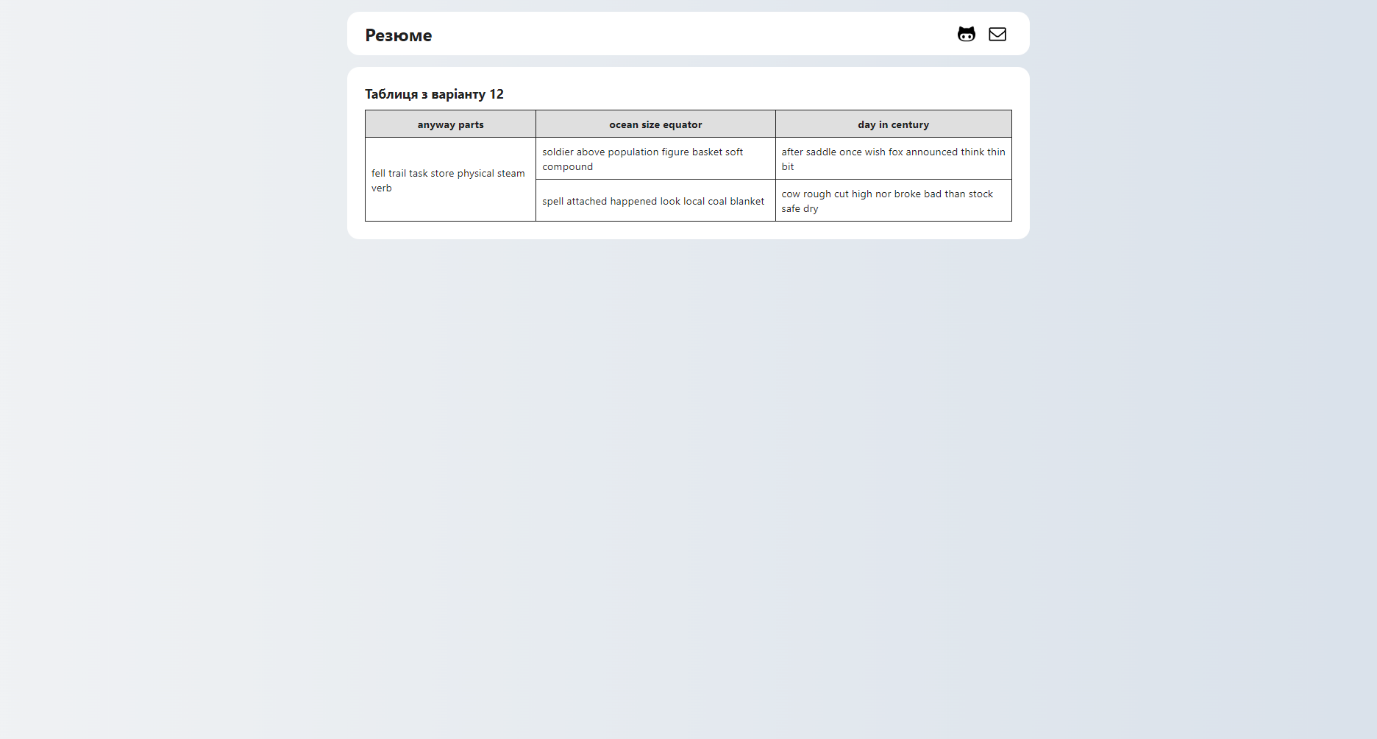 Резюме
Таблиця з варіанту 12
anyway parts
ocean size equator
day in century
fell trail task store physical steam
verb
soldier above population figure basket soft
compound
after saddle once wish fox announced think thin
bit
spell attached happened look local coal blanket
cow rough cut high nor broke bad than stock
safe dry